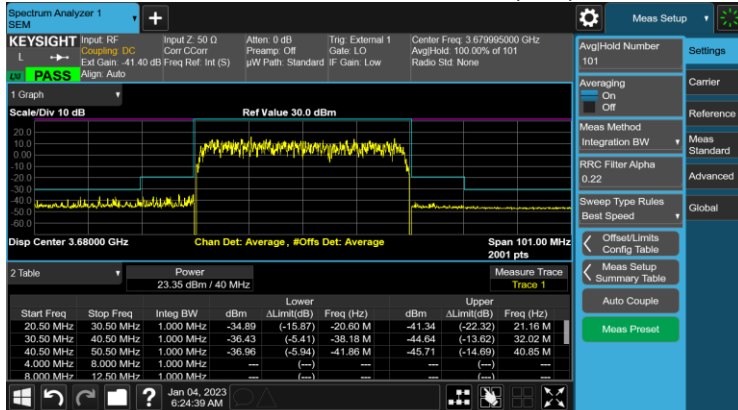 Spectrum Analyzer 1
SEM
Meas Setup
KEYSIGHT
Input: RF
Coupling: DC
Ext Gain: -41.40 dB
Align: Auto
Input Z: 50 Ω
Corr CCorr
Freq Ref: Int (S)
Atten: 0 dB
Preamp: Off
µW Path: Standard
Trig: External 1
Gate: LO
IF Gain: Low
Center Freq: 3.679995000 GHz
Avg|Hold: 100.00% of 101
Radio Std: None
L
LXI PASS
1 Graph
Scale/Div 10 dB
Ref Value 30.0 dBm
20.0
10.0
0.00
-10.0
-20.0
-30.0
-40.0
-50.0
-60.0
Disp Center 3.68000 GHz
Chan Det: Average , #Offs Det: Average
Span 101.00 MHz
2001 pts
2 Table
Power
23.35 dBm / 40 MHz
Measure Trace
Trace 1
Lower Upper
Start Freq Stop Freq Integ BW dBm ΔLimit(dB) Freq (Hz) dBm ΔLimit(dB) Freq (Hz)
20.50 MHz 30.50 MHz 1.000 MHz -34.89 (-15.87) -20.60 M -41.34 (-22.32) 21.16 M
30.50 MHz 40.50 MHz 1.000 MHz -36.43 (-5.41) -38.18 M -44.64 (-13.62) 32.02 M
40.50 MHz 50.50 MHz 1.000 MHz -36.96 (-5.94) -41.86 M -45.71 (-14.69) 40.85 M
4.000 MHz 8.000 MHz 1.000 MHz --- (---) --- (---)
8.000 MHz 12.50 MHz 1.000 MHz --- (---) --- (---)
Avg|Hold Number
101
Averaging
On
Off
Meas Method
Integration BW
RRC Filter Alpha
0.22
Sweep Type Rules
Best Speed
Offset/Limits
Config Table
Meas Setup
Summary Table
Auto Couple
Meas Preset
Settings
Carrier
Reference
Meas
Standard
Advanced
Global
?
Jan 04, 2023
6:24:39 AM